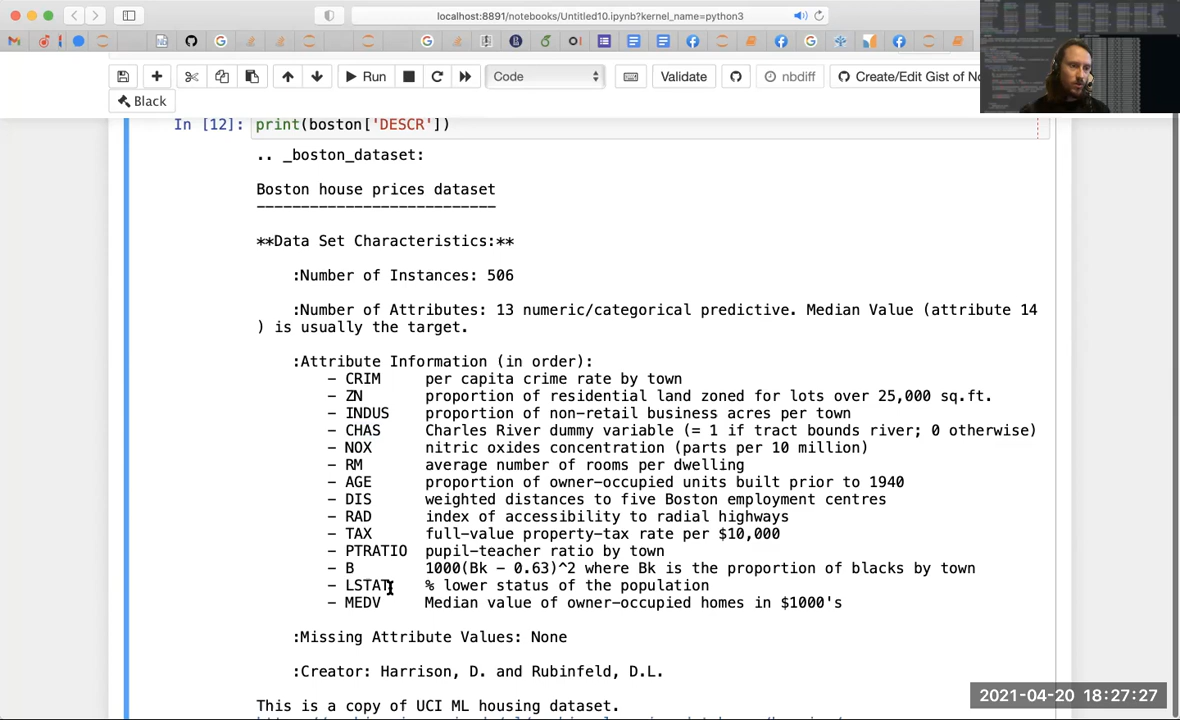 localhost:8891/notebooks/Untitled10.ipynb?kernel_name=python3
Run
Code
Validate
nbdiff
Create/Edit Gist of No
Black
In [12]: print(boston['DESCR'])
.. _boston_dataset:
Boston house prices dataset
---------------------------
**Data Set Characteristics:**
:Number of Instances: 506
:Number of Attributes: 13 numeric/categorical predictive. Median Value (attribute 14
) is usually the target.
:Attribute Information (in order):
- CRIM per capita crime rate by town
- ZN proportion of residential land zoned for lots over 25,000 sq.ft.
- INDUS proportion of non-retail business acres per town
- CHAS Charles River dummy variable (= 1 if tract bounds river; 0 otherwise)
- NOX nitric oxides concentration (parts per 10 million)
- RM average number of rooms per dwelling
- AGE proportion of owner-occupied units built prior to 1940
- DIS weighted distances to five Boston employment centres
- RAD index of accessibility to radial highways
- TAX full-value property-tax rate per $10,000
- PTRATIO pupil-teacher ratio by town
- B 1000(Bk - 0.63)^2 where Bk is the proportion of blacks by town
- LSTAT % lower status of the population
- MEDV Median value of owner-occupied homes in $1000's
:Missing Attribute Values: None
:Creator: Harrison, D. and Rubinfeld, D.L.
This is a copy of UCI ML housing dataset.
2021-04-20 18:27:27